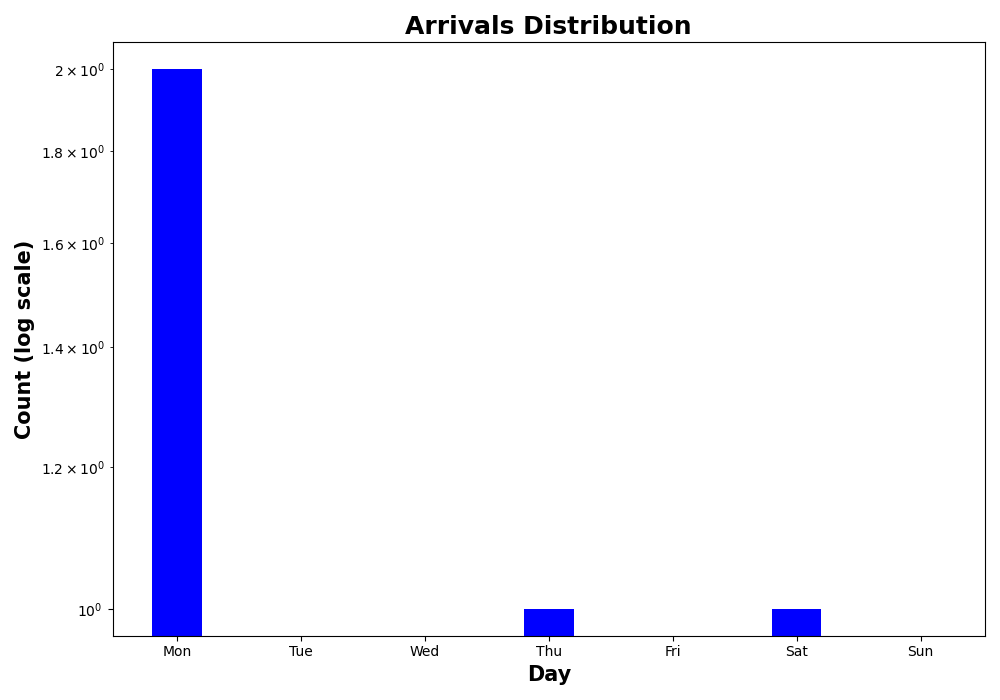 Arrivals Distribution
Count (log scale)
2 × 10⁰
1.8 × 10⁰
1.6 × 10⁰
1.4 × 10⁰
1.2 × 10⁰
10⁰
Mon Tue Wed Thu Fri Sat Sun
Day